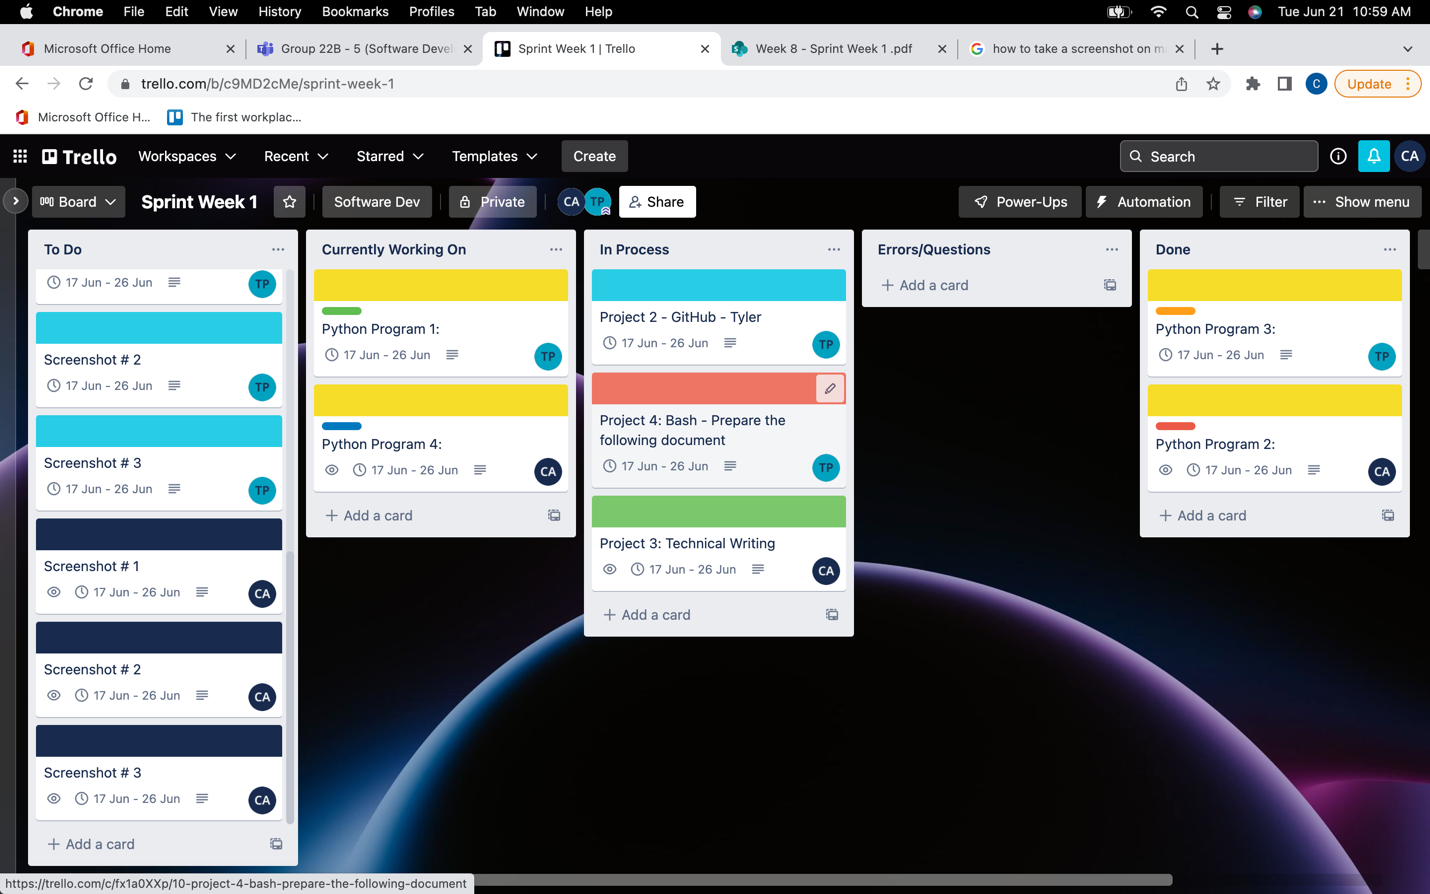 Chrome File Edit View History Bookmarks Profiles Tab Window Help Tue Jun 21 10:59 AM
Microsoft Office Home
Group 22B - 5 (Software Devel
Sprint Week 1 | Trello
Week 8 - Sprint Week 1 .pdf
how to take a screenshot on m
trello.com/b/c9MD2cMe/sprint-week-1
C
Update
Microsoft Office H...
The first workplac...
Trello
Workspaces
Recent
Starred
Templates
Create
Search
CA
Board
Sprint Week 1
Software Dev
Private
CA
TP
Share
Power-Ups
Automation
Filter
Show menu
To Do
17 Jun - 26 Jun
TP
Screenshot # 2
17 Jun - 26 Jun
TP
Screenshot # 3
17 Jun - 26 Jun
TP
Screenshot # 1
17 Jun - 26 Jun
CA
Screenshot # 2
17 Jun - 26 Jun
CA
Screenshot # 3
17 Jun - 26 Jun
CA
+ Add a card
Currently Working On
Python Program 1:
17 Jun - 26 Jun
TP
Python Program 4:
17 Jun - 26 Jun
CA
+ Add a card
In Process
Project 2 - GitHub - Tyler
17 Jun - 26 Jun
TP
Project 4: Bash - Prepare the
following document
17 Jun - 26 Jun
TP
Project 3: Technical Writing
17 Jun - 26 Jun
CA
+ Add a card
Errors/Questions
+ Add a card
Done
Python Program 3:
17 Jun - 26 Jun
TP
Python Program 2:
17 Jun - 26 Jun
CA
+ Add a card
https://trello.com/c/fx1a0XXp/10-project-4-bash-prepare-the-following-document